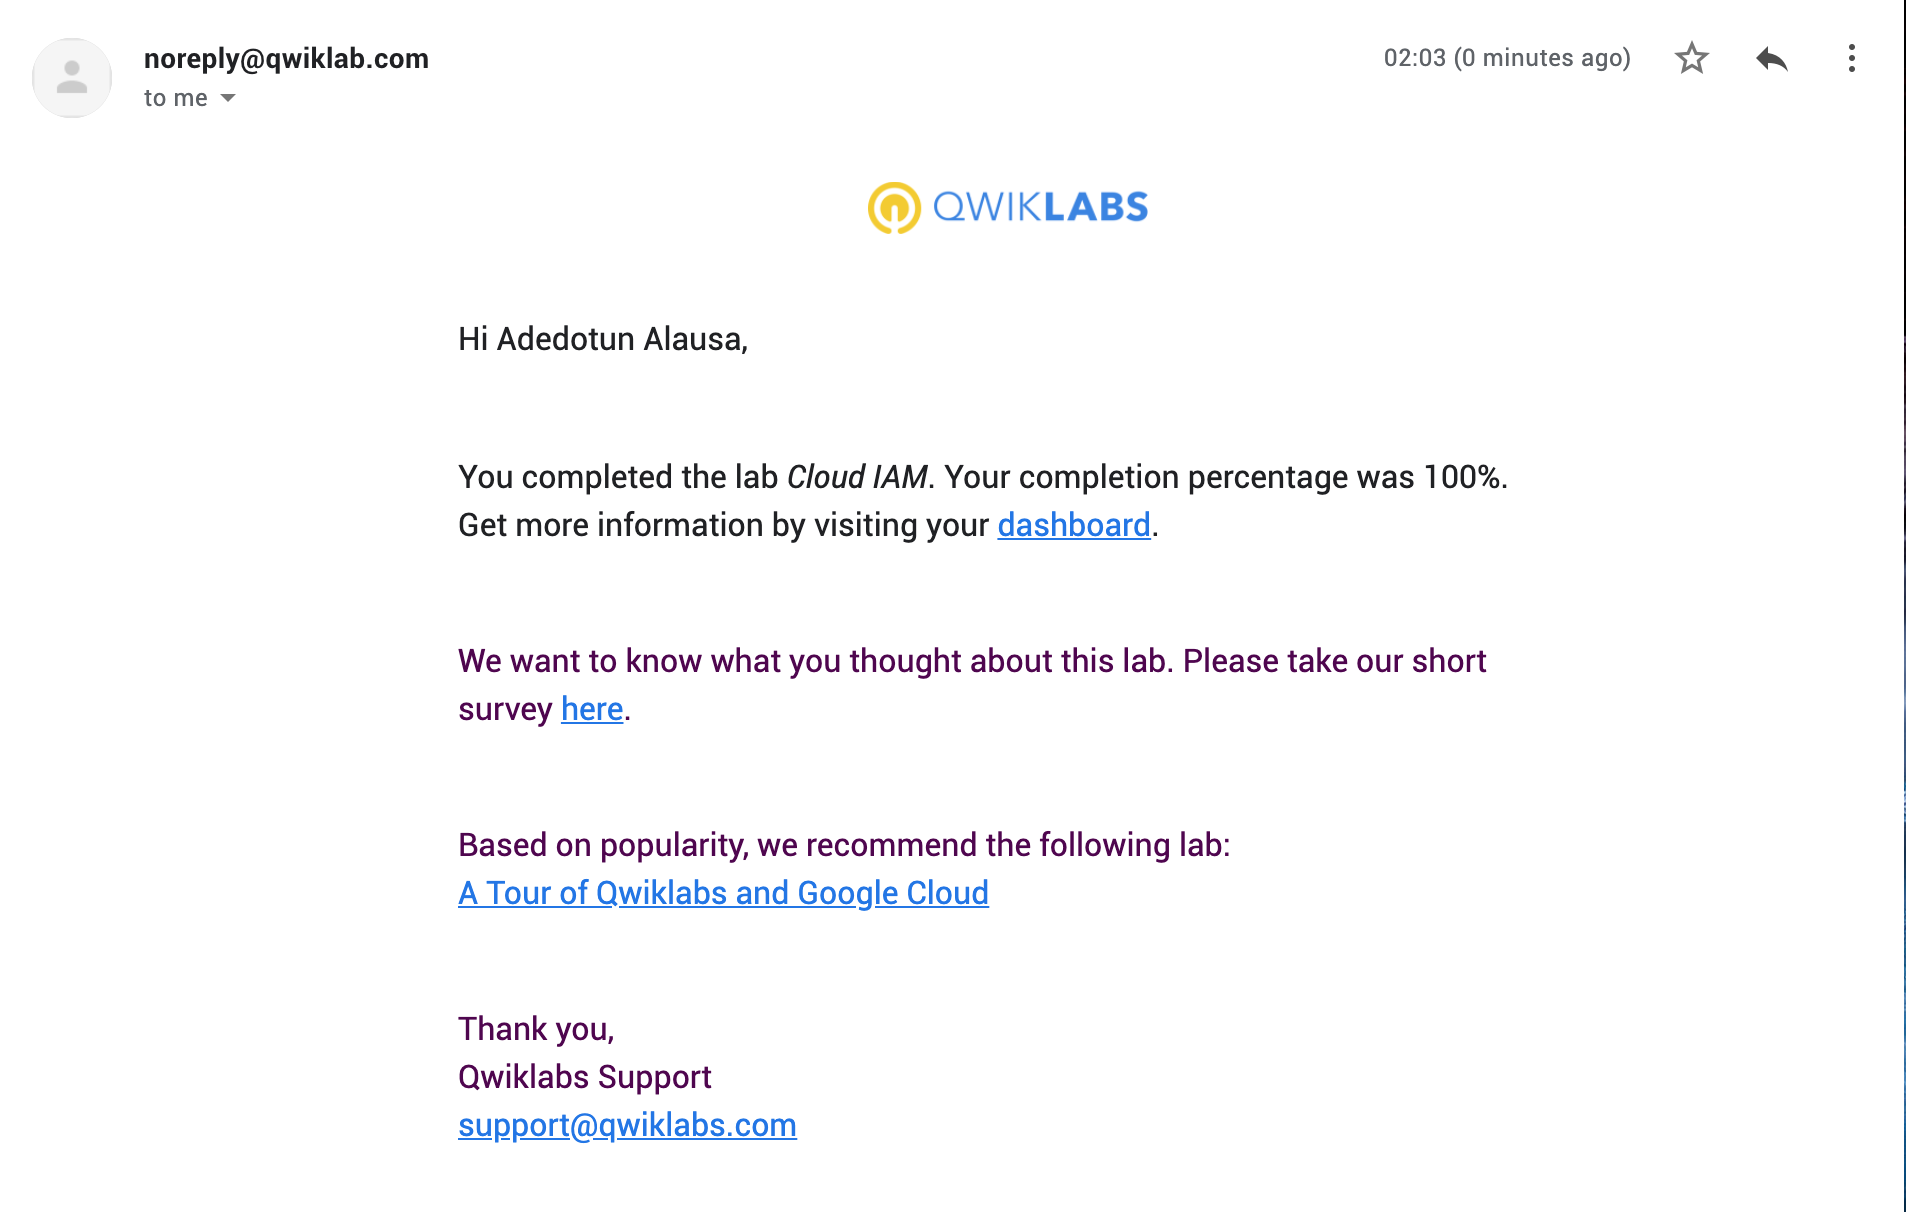 noreply@qwiklab.com
02:03 (0 minutes ago)
to me
QWIKLABS
Hi Adedotun Alausa,
You completed the lab Cloud IAM. Your completion percentage was 100%.
Get more information by visiting your dashboard.
We want to know what you thought about this lab. Please take our short
survey here.
Based on popularity, we recommend the following lab:
A Tour of Qwiklabs and Google Cloud
Thank you,
Qwiklabs Support
support@qwiklabs.com